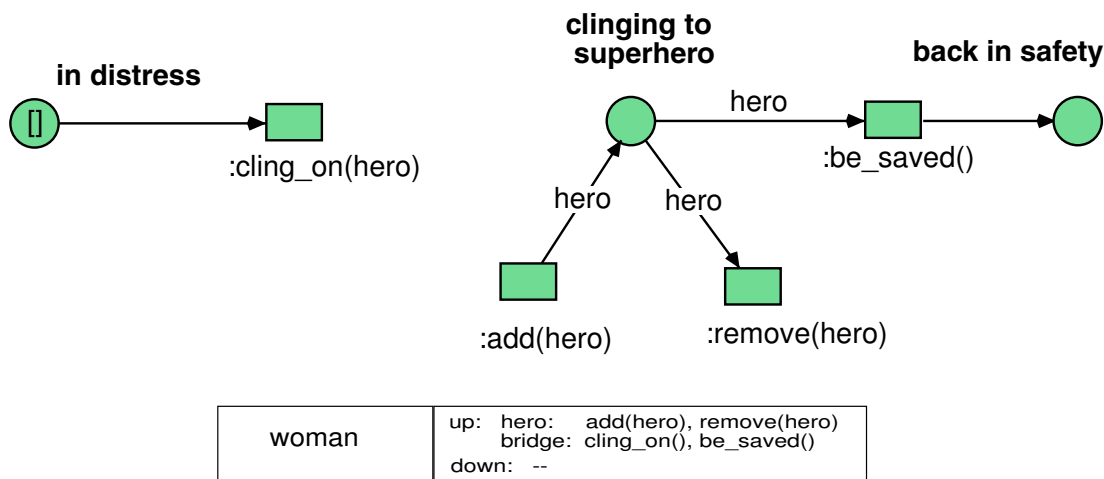 clinging to
superhero
back in safety
in distress
hero
[]
:cling_on(hero)
:be_saved()
hero
hero
:add(hero)
:remove(hero)
woman
up: hero: add(hero), remove(hero)
bridge: cling_on(), be_saved()
down: --